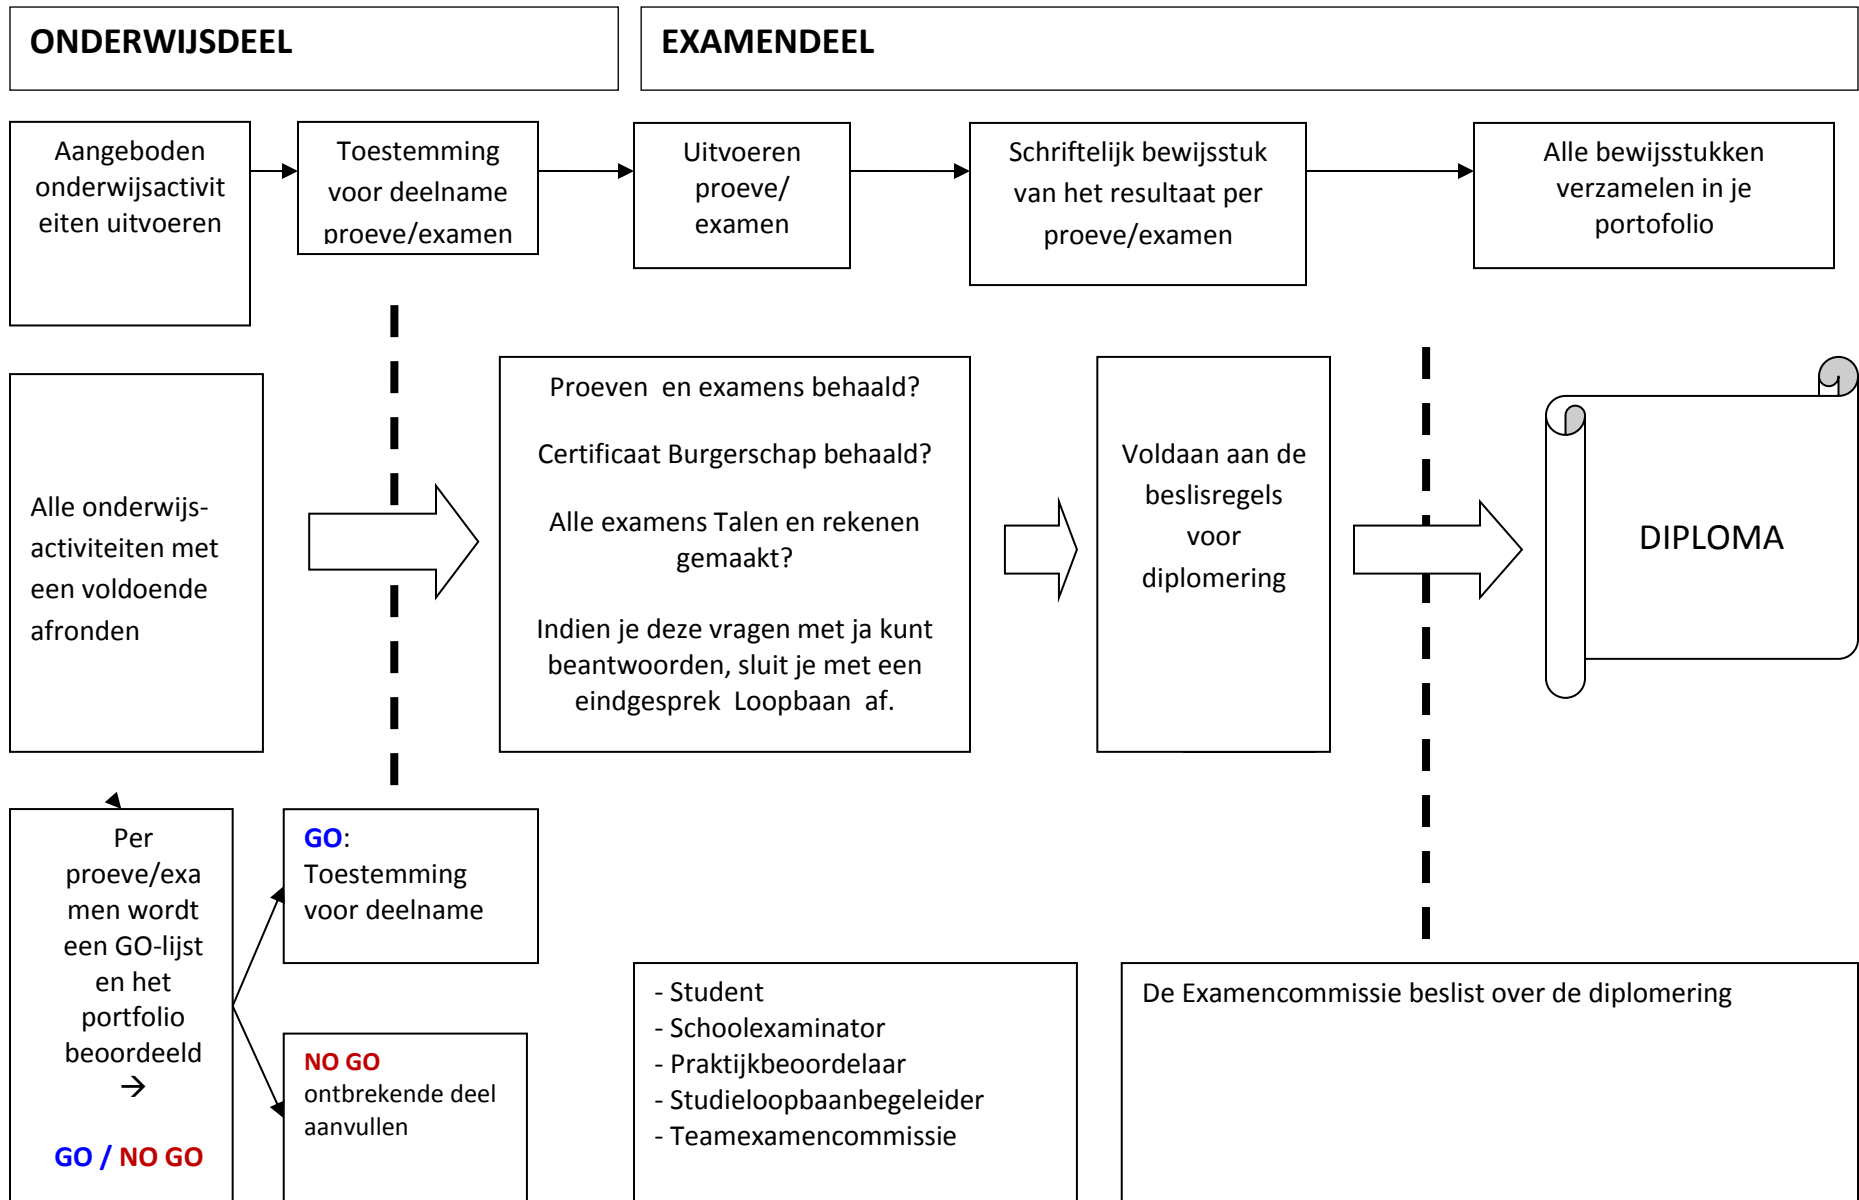 ONDERWIJSDEEL
EXAMENDEEL
Aangeboden
onderwijsactivit
eiten uitvoeren
Toestemming
voor deelname
proeve/examen
Uitvoeren
proeve/
examen
Schriftelijk bewijsstuk
van het resultaat per
proeve/examen
Alle bewijsstukken
verzamelen in je
portofolio
Alle onderwijs-
activiteiten met
een voldoende
afronden
Proeven en examens behaald?
Certificaat Burgerschap behaald?
Alle examens Talen en rekenen
gemaakt?
Indien je deze vragen met ja kunt
beantwoorden, sluit je met een
eindgesprek Loopbaan af.
Voldaan aan de
beslisregels
voor
diplomering
DIPLOMA
Per
proeve/exa
men wordt
een GO-lijst
en het
portfolio
beoordeeld
→
GO / NO GO
GO:
Toestemming
voor deelname
NO GO
ontbrekende deel
aanvullen
- Student
- Schoolexaminator
- Praktijkbeoordelaar
- Studieloopbaanbegeleider
- Teamexamencommissie
De Examencommissie beslist over de diplomering